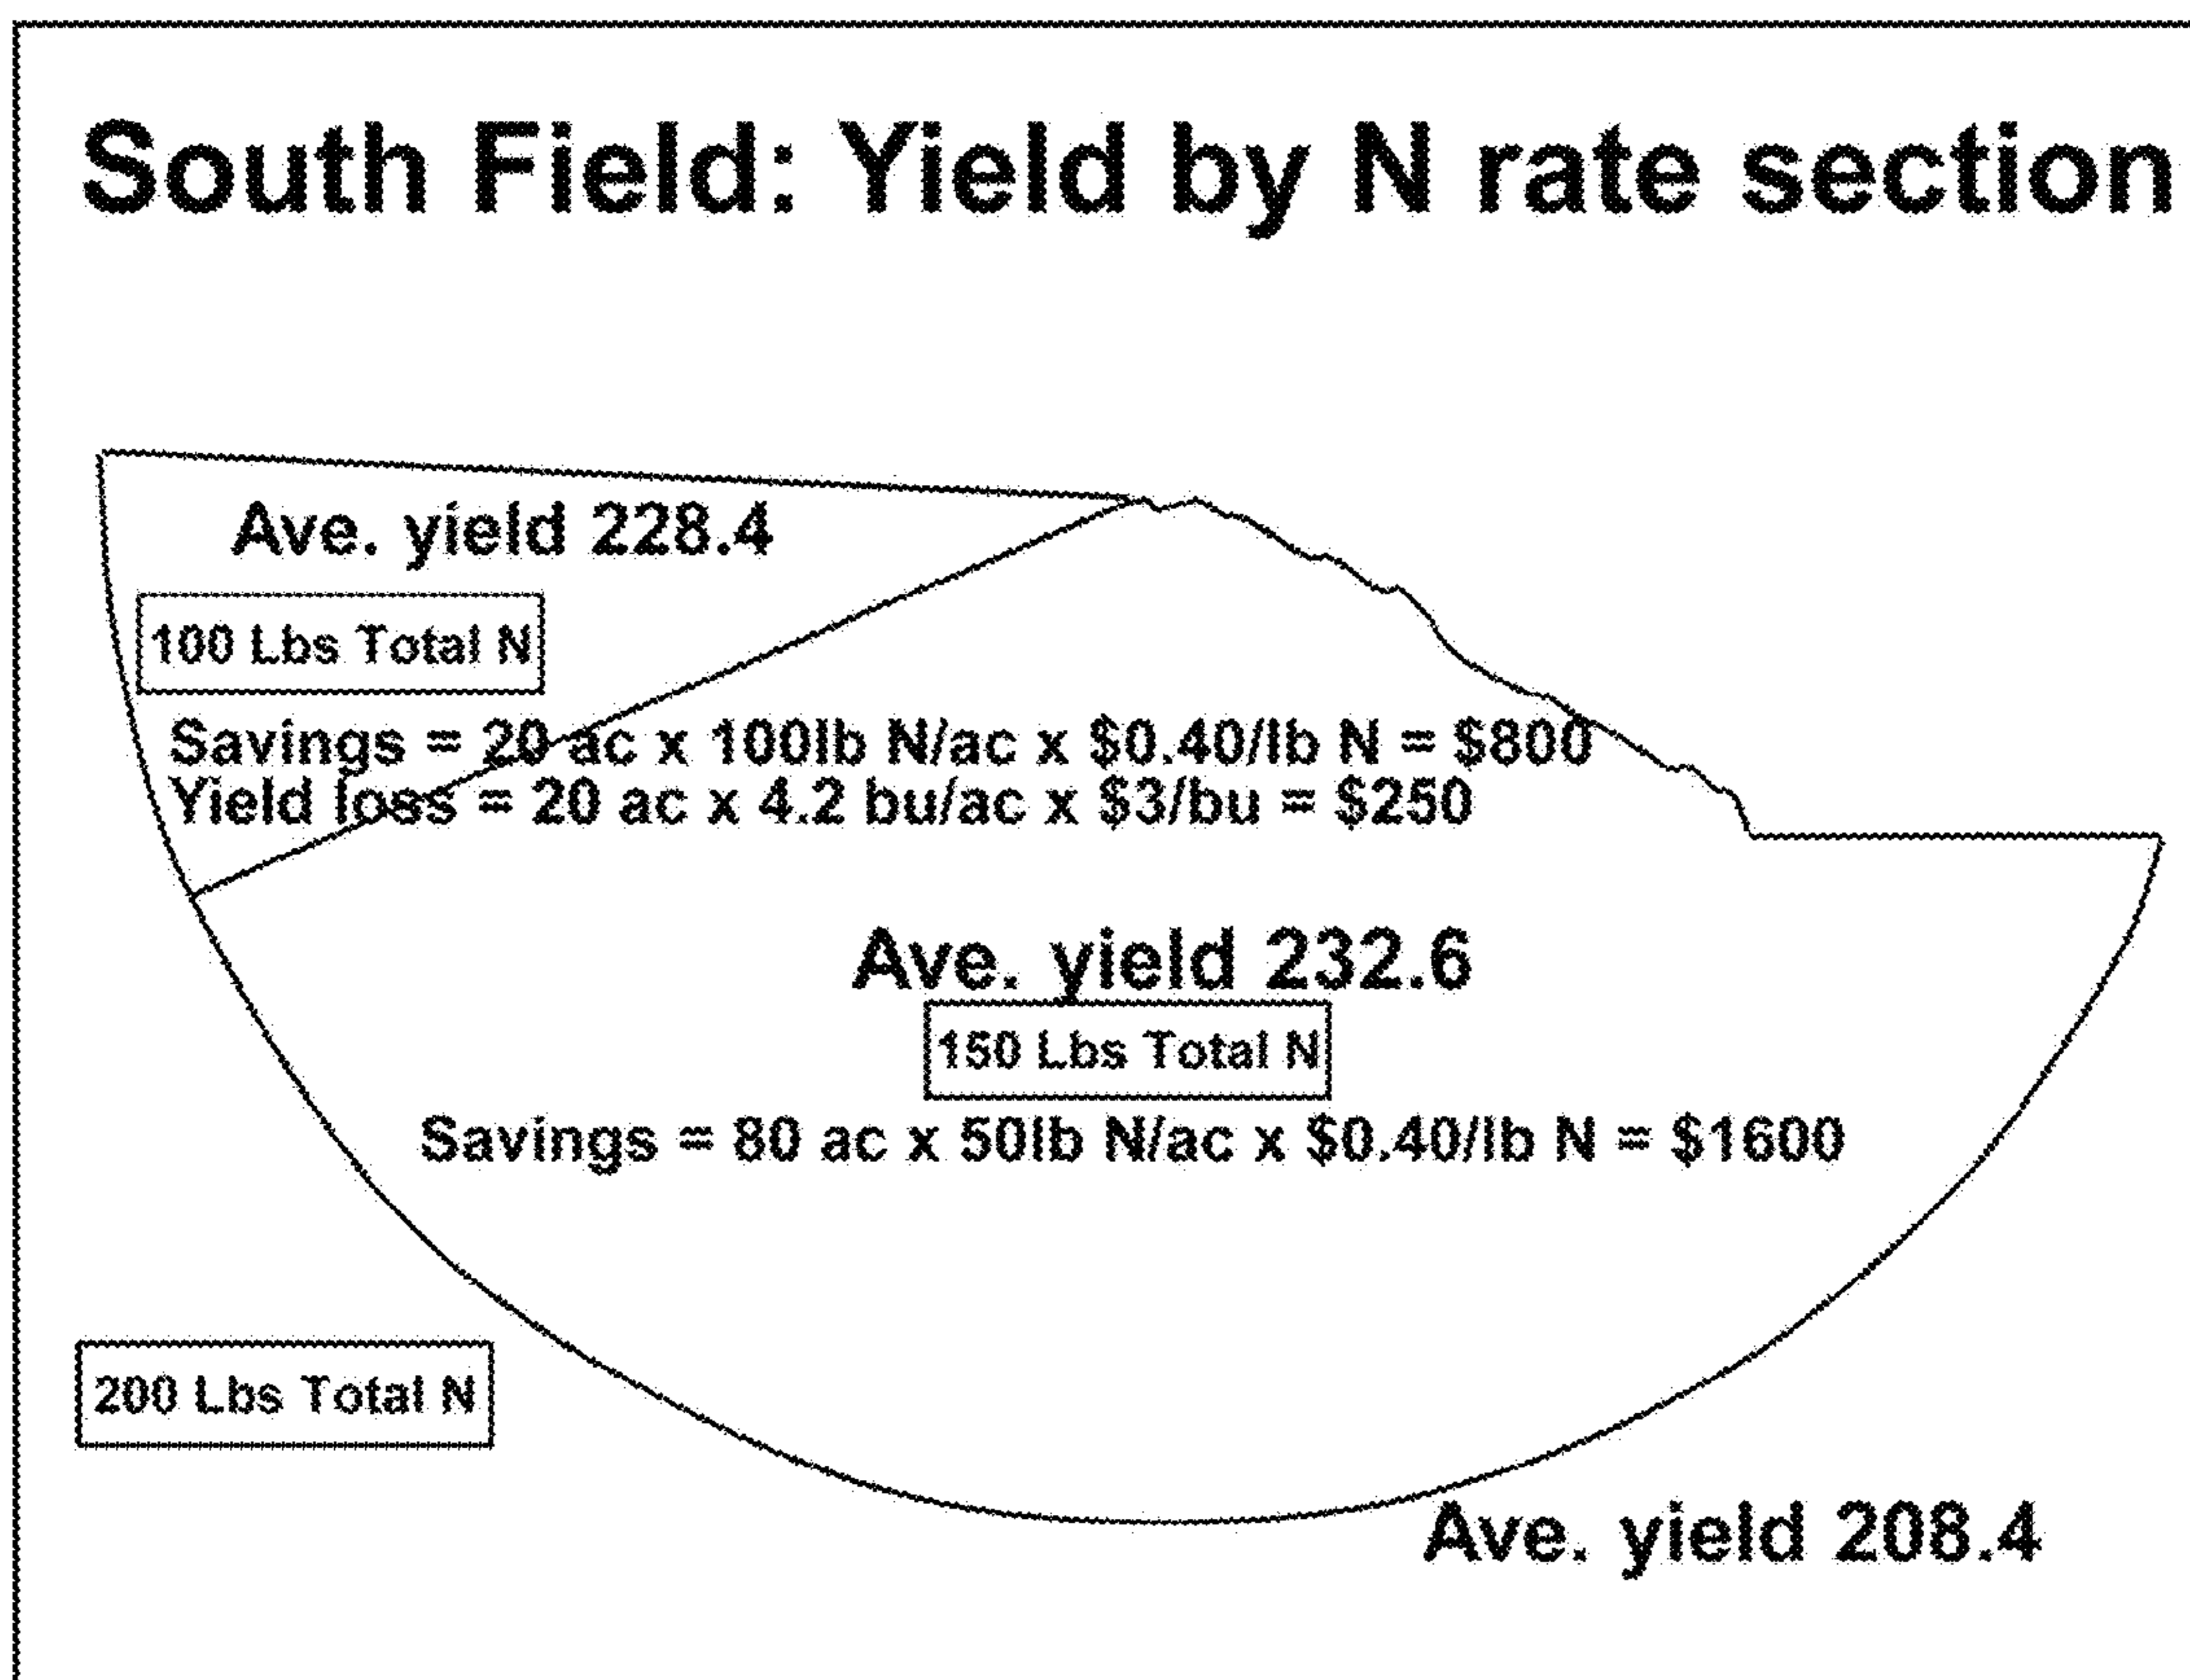 South Field: Yield by N rate section
Ave. yield 228.4
100 Lbs Total N
Savings = 20 ac x 100lb N/ac x $0.40/lb N = $800
Yield loss = 20 ac x 4.2 bu/ac x $3/bu = $250
Ave. yield 232.6
150 Lbs Total N
Savings = 80 ac x 50lb N/ac x $0.40/lb N = $1600
200 Lbs Total N
Ave. yield 208.4